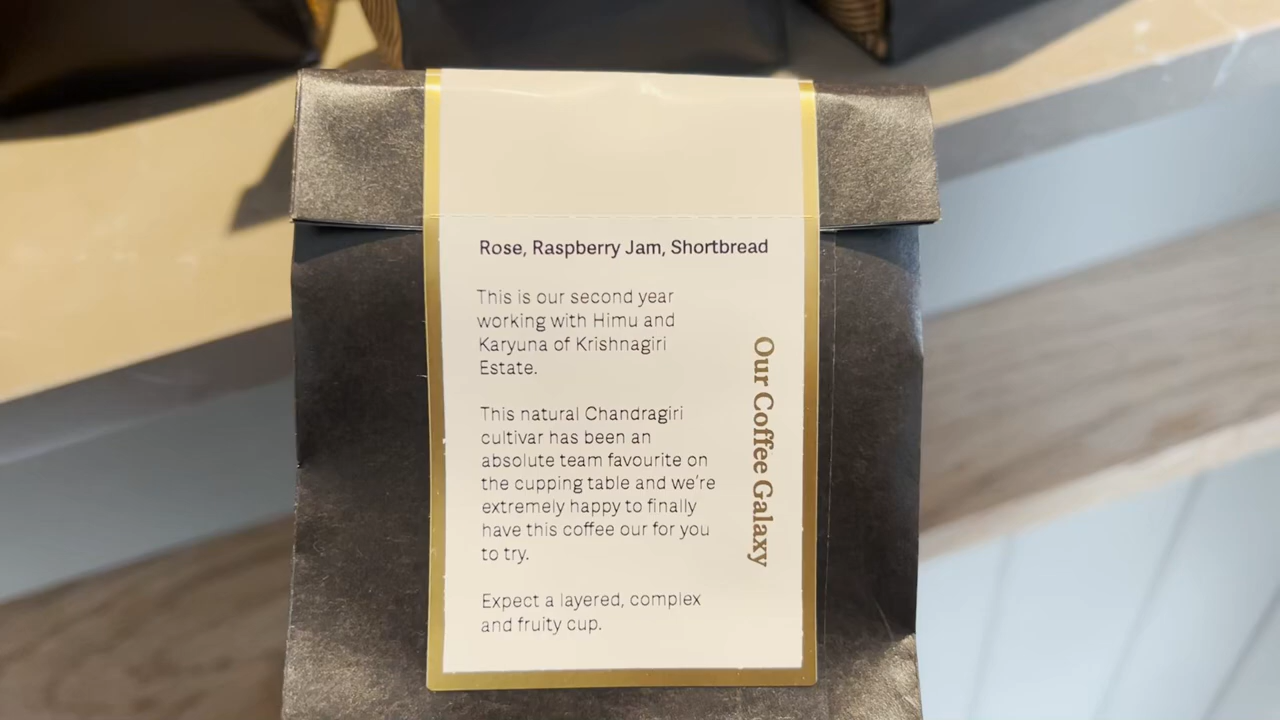 Rose, Raspberry Jam, Shortbread
This is our second year
working with Himu and
Karyuna of Krishnagiri
Estate.
This natural Chandragiri
cultivar has been an
absolute team favourite on
the cupping table and we're
extremely happy to finally
have this coffee our for you
to try.
Expect a layered, complex
and fruity cup.
Our Coffee Galaxy